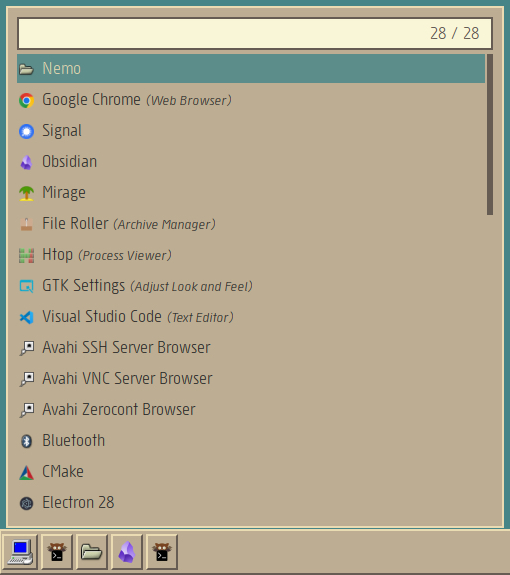 28 / 28
Nemo
Google Chrome (Web Browser)
Signal
Obsidian
Mirage
File Roller (Archive Manager)
Htop (Process Viewer)
GTK Settings (Adjust Look and Feel)
Visual Studio Code (Text Editor)
Avahi SSH Server Browser
Avahi VNC Server Browser
Avahi Zerocont Browser
Bluetooth
CMake
Electron 28